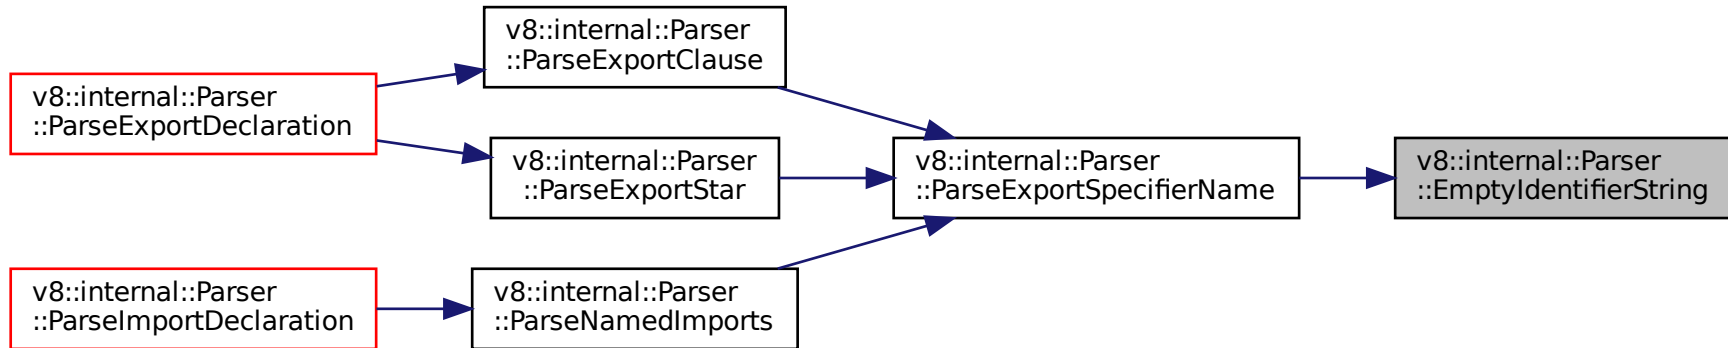 v8::internal::Parser
::ParseExportDeclaration
v8::internal::Parser
::ParseExportClause
v8::internal::Parser
::ParseExportStar
v8::internal::Parser
::ParseExportSpecifierName
v8::internal::Parser
::EmptyIdentifierString
v8::internal::Parser
::ParseImportDeclaration
v8::internal::Parser
::ParseNamedImports